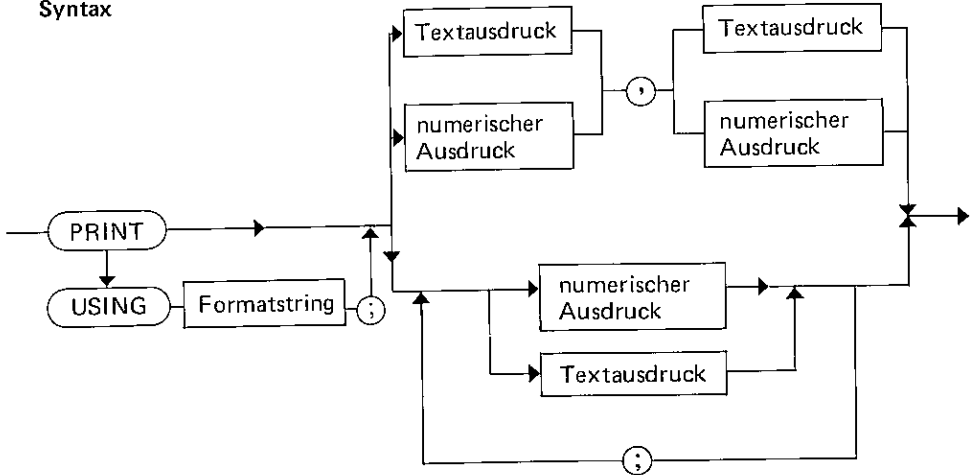 Syntax
Textausdruck
Textausdruck
,
numerischer
Ausdruck
numerischer
Ausdruck
PRINT
USING
Formatstring
;
numerischer
Ausdruck
Textausdruck
;